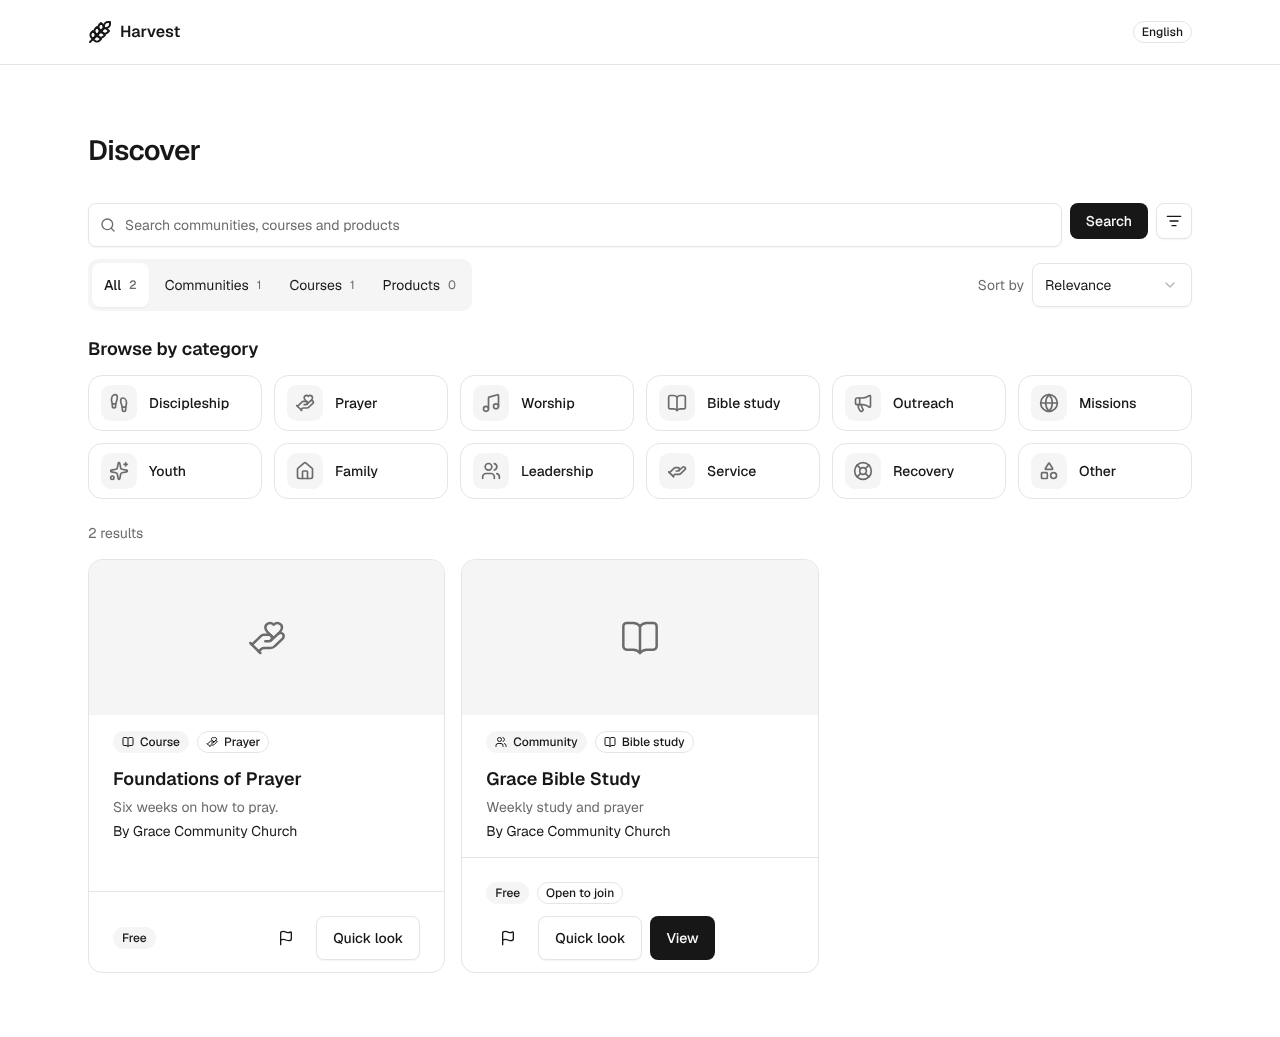 Harvest
English
Discover
Search communities, courses and products
Search
All 2 Communities 1 Courses 1 Products 0
Sort by Relevance
Browse by category
Discipleship
Prayer
Worship
Bible study
Outreach
Missions
Youth
Family
Leadership
Service
Recovery
Other
2 results
Course Prayer
Foundations of Prayer
Six weeks on how to pray.
By Grace Community Church
Free Quick look
Community Bible study
Grace Bible Study
Weekly study and prayer
By Grace Community Church
Free Open to join
Quick look View